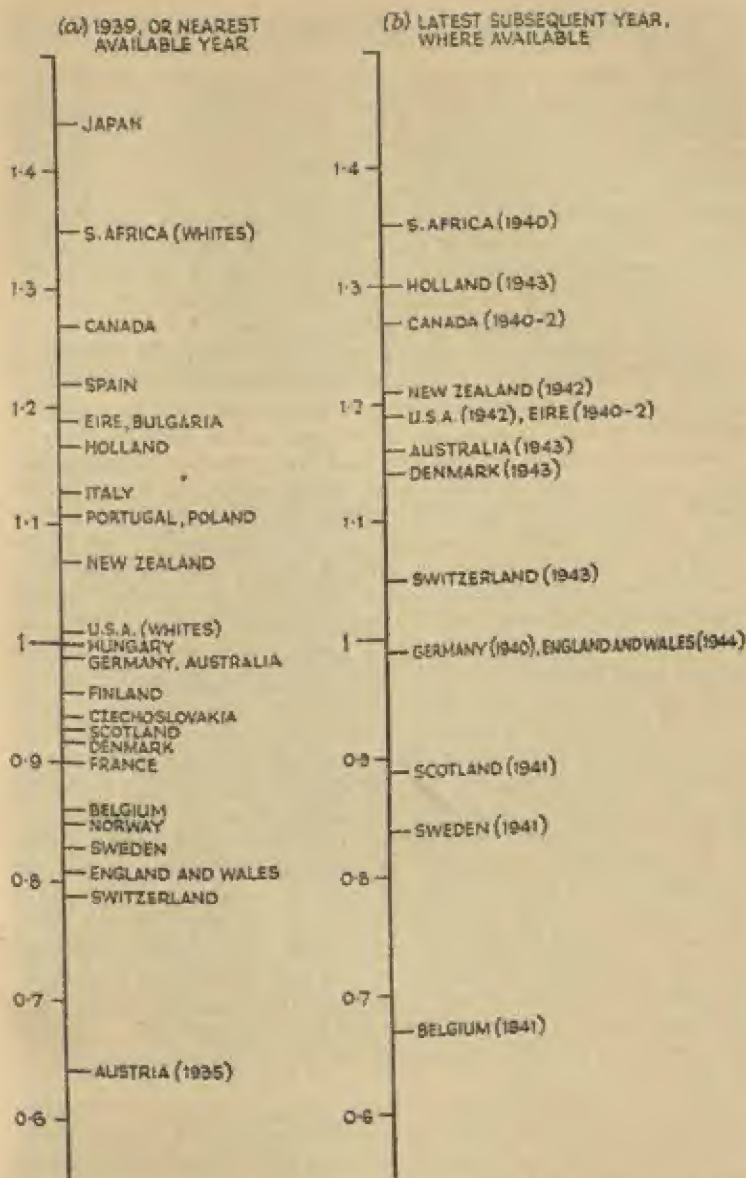 (a) 1939, OR NEAREST
AVAILABLE YEAR
JAPAN
1·4
S. AFRICA (WHITES)
1·3
CANADA
SPAIN
1·2
EIRE, BULGARIA
HOLLAND
ITALY
PORTUGAL, POLAND
1·1
NEW ZEALAND
U.S.A. (WHITES)
1
HUNGARY
GERMANY, AUSTRALIA
FINLAND
CZECHOSLOVAKIA
SCOTLAND
DENMARK
0·9
FRANCE
BELGIUM
NORWAY
SWEDEN
0·8
ENGLAND AND WALES
SWITZERLAND
0·7
AUSTRIA (1935)
0·6
(b) LATEST SUBSEQUENT YEAR,
WHERE AVAILABLE
1·4
S. AFRICA (1940)
1·3
HOLLAND (1943)
CANADA (1940-2)
NEW ZEALAND (1942)
1·2
U.S.A. (1942), EIRE (1940-2)
AUSTRALIA (1943)
DENMARK (1943)
1·1
SWITZERLAND (1943)
1
GERMANY (1940), ENGLAND AND WALES (1944)
0·9
SCOTLAND (1941)
SWEDEN (1941)
0·8
0·7
BELGIUM (1941)
0·6